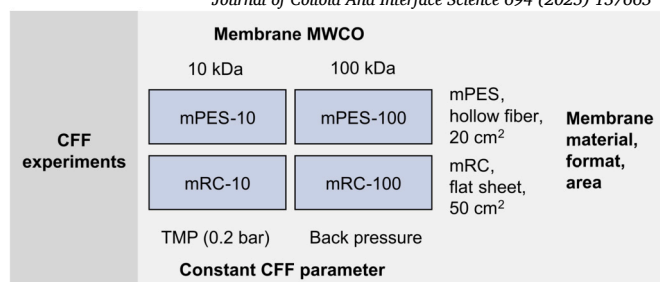 Journal of Colloid And Interface Science 694 (2025) 137663
Membrane MWCO
10 kDa 100 kDa
mPES-10 mPES-100
mPES,
hollow fiber,
20 cm²
CFF
experiments
Membrane
material,
format,
area
mRC-10 mRC-100
mRC,
flat sheet,
50 cm²
TMP (0.2 bar) Back pressure
Constant CFF parameter